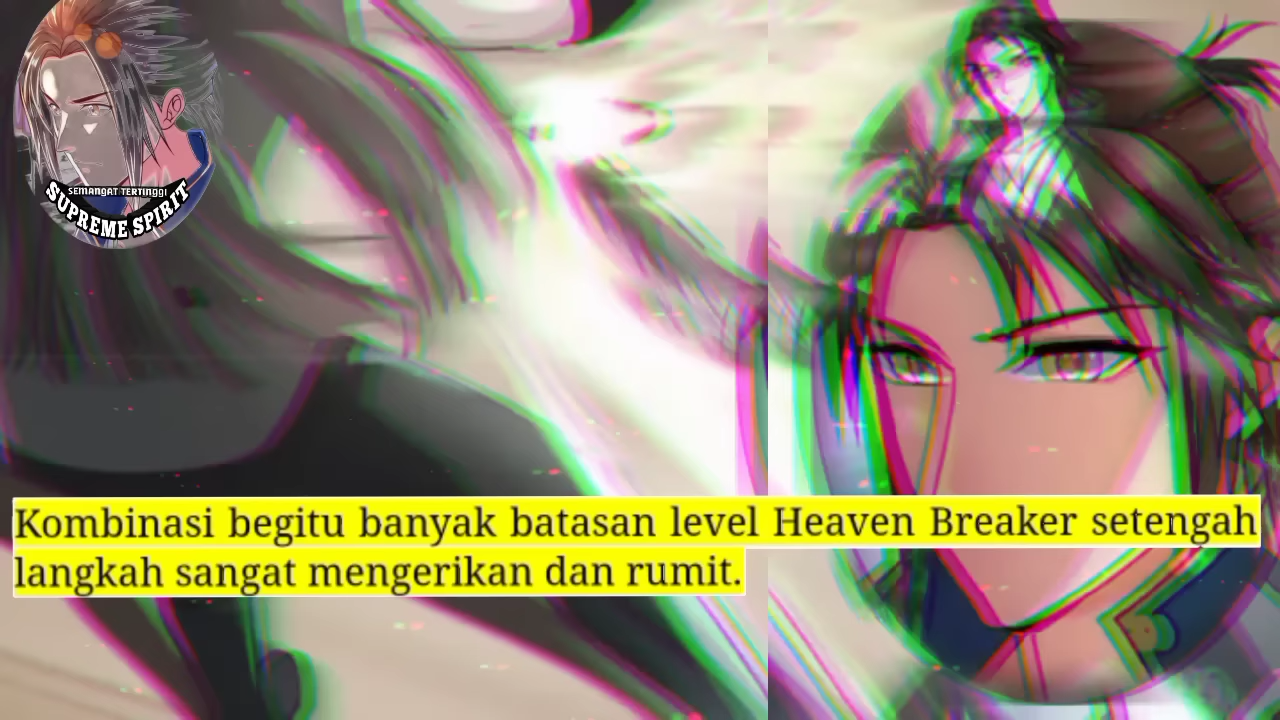 SEMANGAT TERTINGGI
SUPREME SPIRIT
Kombinasi begitu banyak batasan level Heaven Breaker setengah
langkah sangat mengerikan dan rumit.